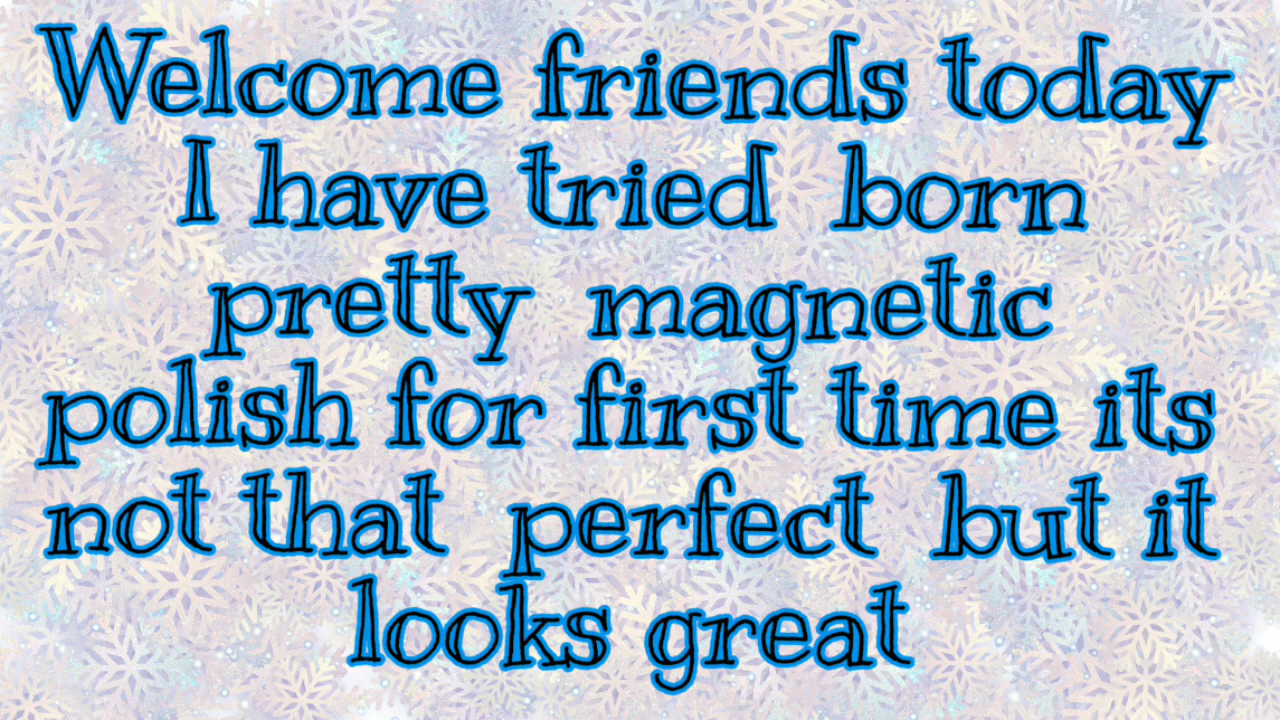 Welcome friends today
I have tried born
pretty magnetic
polish for first time its
not that perfect but it
looks great